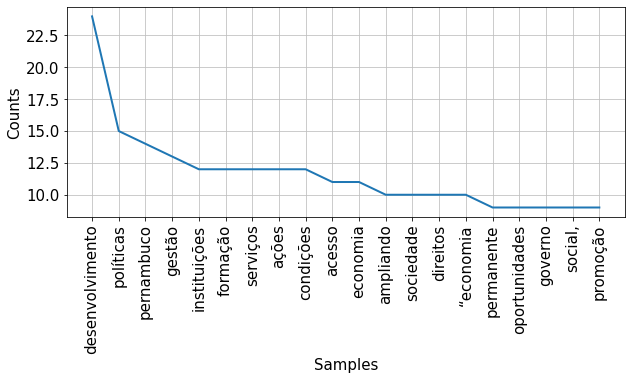 22.5
20.0
17.5
15.0
12.5
10.0
Counts
desenvolvimento
políticas
pernambuco
gestão
instituições
formação
serviços
ações
condições
acesso
economia
ampliando
sociedade
direitos
“economia
permanente
oportunidades
governo
social,
promoção
Samples